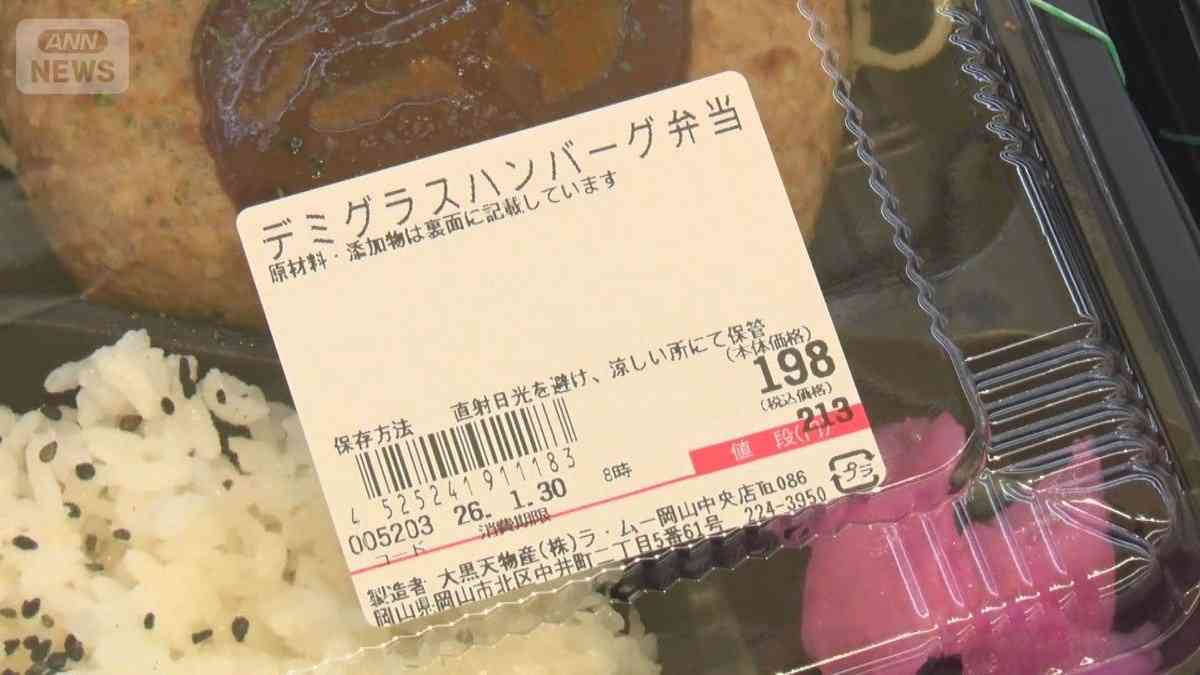 ANN
NEWS
デミグラスハンバーグ弁当
原材料・添加物は裏面に記載しています
保存方法 直射日光を避け、涼しい所にて保管
(本体価格)
198
(税込価格)
213
値 段(円)
4525241911183
005203 26. 1.30 8時
コード 消費期限
プラ
製造者 大黒天物産(株)ラ・ムー岡山中央店℡086
岡山県岡山市北区中井町一丁目5番61号 224-3950